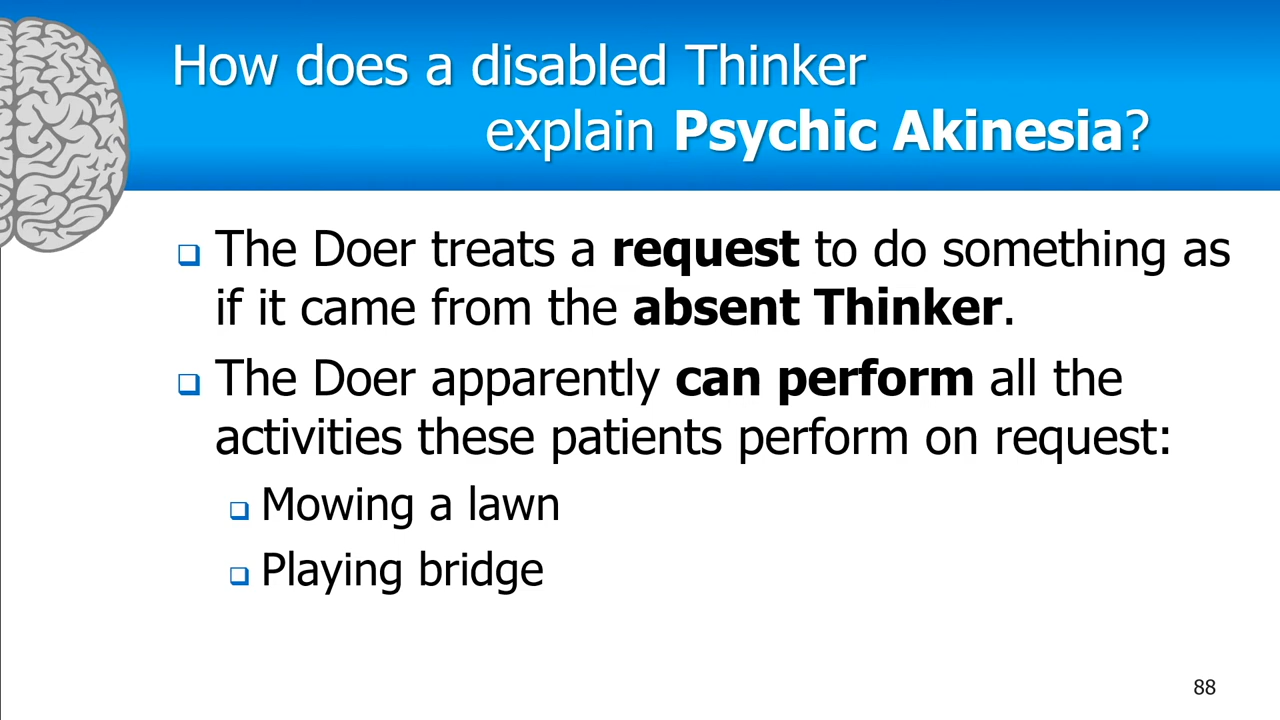 How does a disabled Thinker
explain Psychic Akinesia?
The Doer treats a request to do something as
if it came from the absent Thinker.
The Doer apparently can perform all the
activities these patients perform on request:
Mowing a lawn
Playing bridge
88